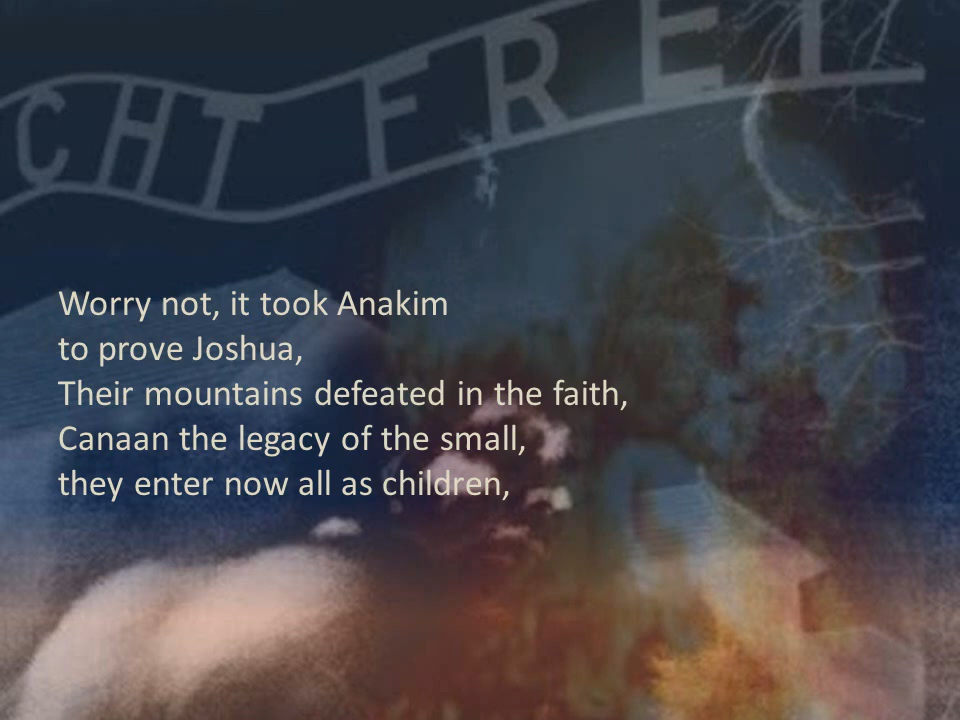 CHT FREI
Worry not, it took Anakim
to prove Joshua,
Their mountains defeated in the faith,
Canaan the legacy of the small,
they enter now all as children,